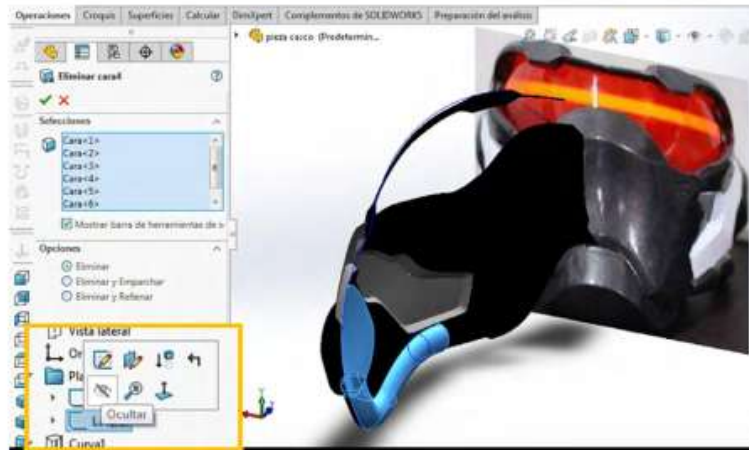 Operaciones Croquis Superficies Calcular DimXpert Complementos de SOLIDWORKS Preparación del análisis
pieza casco (Predetermin...
Eliminar cara4
Selecciones
Cara<1>
Cara<2>
Cara<3>
Cara<4>
Cara<5>
Cara<6>
Mostrar barra de herramientas de s
Opciones
Eliminar
Eliminar y Emparchar
Eliminar y Rellenar
Vista lateral
Or
Pla
Ocultar
Curva1